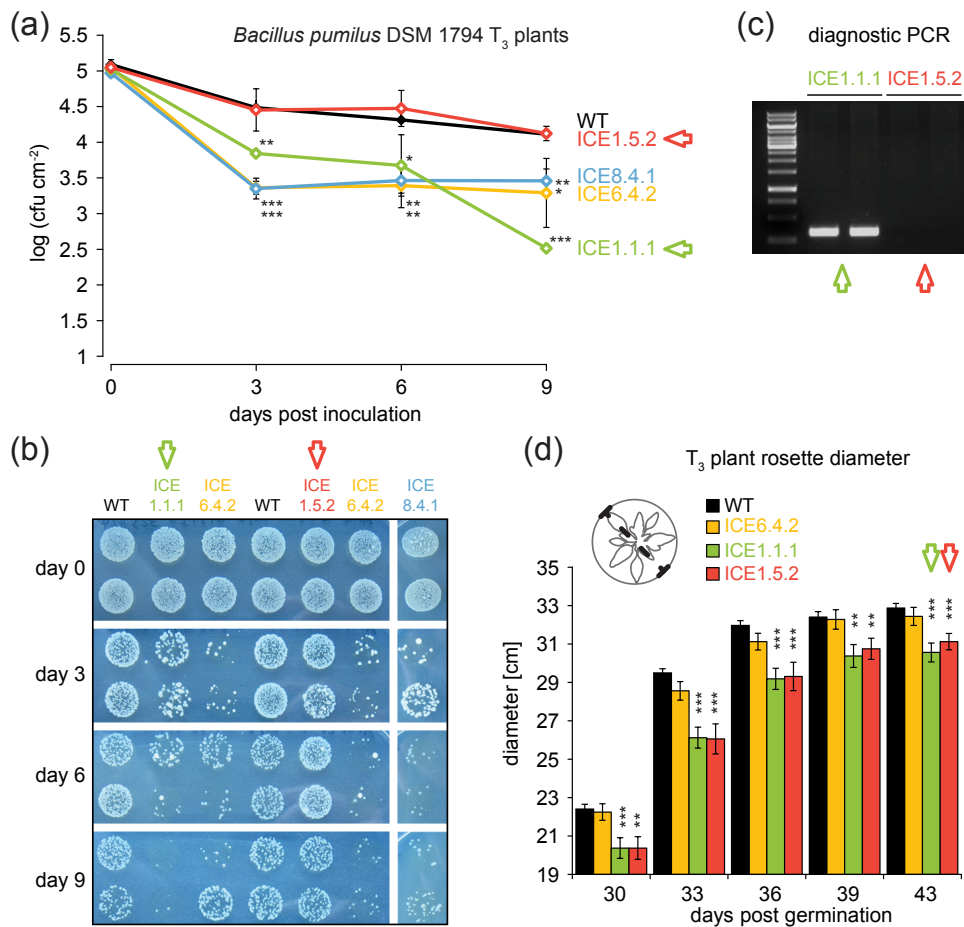 (a)
Bacillus pumilus DSM 1794 T3 plants
5.5
5
4.5
4
3.5
3
2.5
2
1.5
1
log (cfu cm⁻²)
**
***
***
*
**
**
**
*
***
WT
ICE1.5.2
ICE8.4.1
ICE6.4.2
ICE1.1.1
0 3 6 9
days post inoculation
(c)
diagnostic PCR
ICE1.1.1 ICE1.5.2
(b)
WT ICE 1.1.1 ICE 6.4.2 WT ICE 1.5.2 ICE 6.4.2 ICE 8.4.1
day 0
day 3
day 6
day 9
(d)
T3 plant rosette diameter
WT
ICE6.4.2
ICE1.1.1
ICE1.5.2
35
33
31
29
27
25
23
21
19
diameter [cm]
*** **
*** ***
*** ***
** **
*** ***
30 33 36 39 43
days post germination